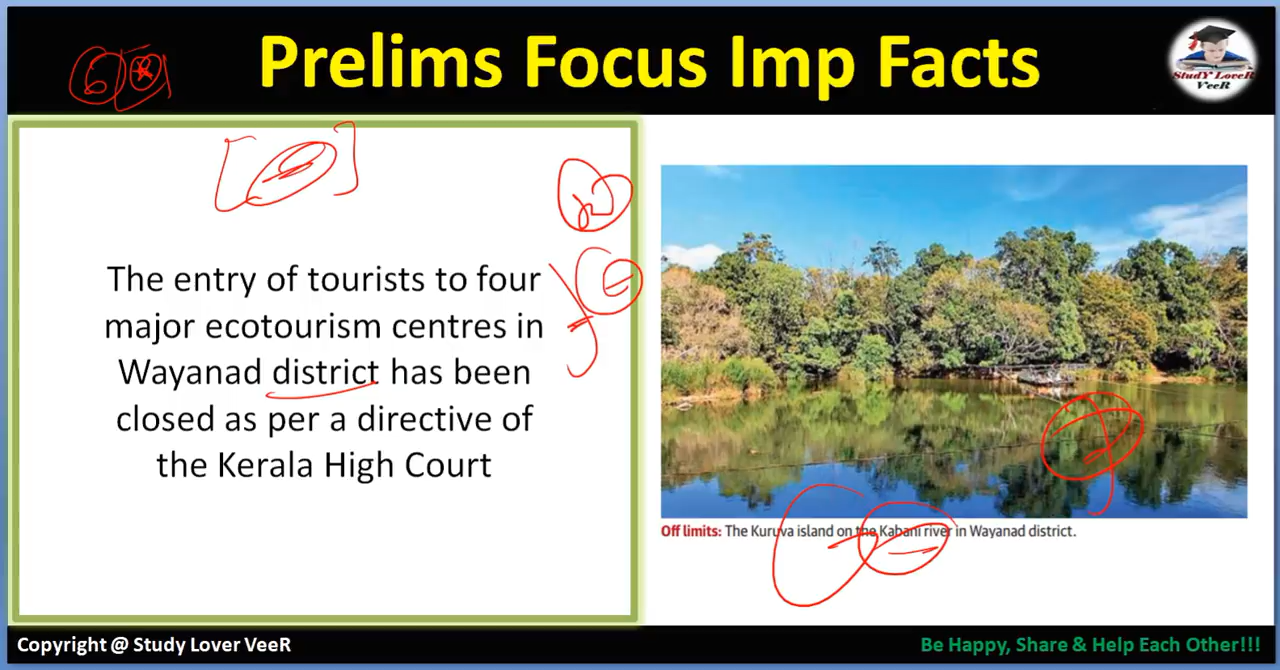 Prelims Focus Imp Facts
StudY LoveR
VeeR
The entry of tourists to four
major ecotourism centres in
Wayanad district has been
closed as per a directive of
the Kerala High Court
Off limits: The Kuruva island on the Kabani river in Wayanad district.
Copyright @ Study Lover VeeR
Be Happy, Share & Help Each Other!!!